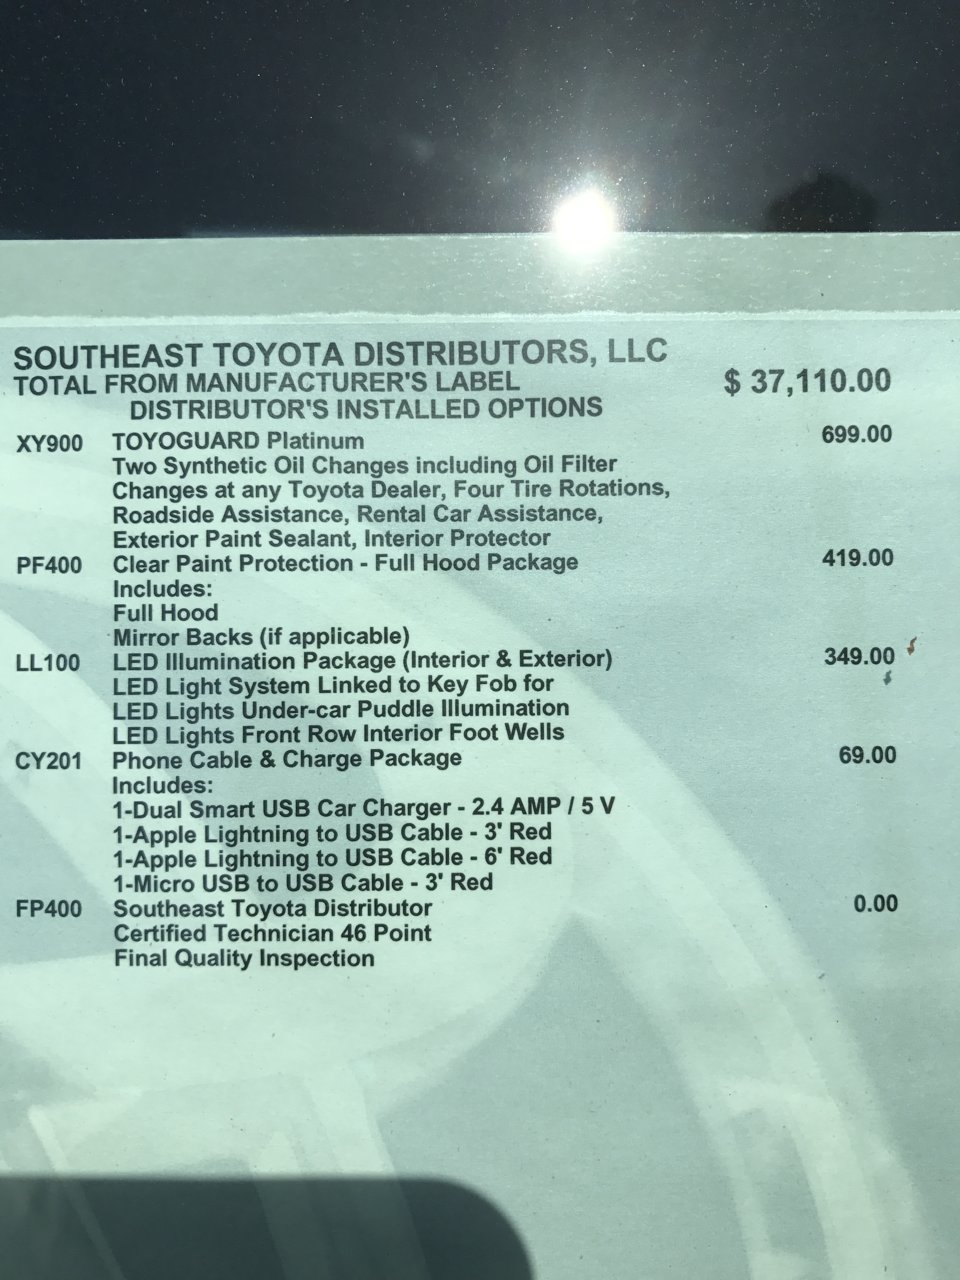 SOUTHEAST TOYOTA DISTRIBUTORS, LLC
TOTAL FROM MANUFACTURER'S LABEL $ 37,110.00
DISTRIBUTOR'S INSTALLED OPTIONS
XY900 TOYOGUARD Platinum 699.00
Two Synthetic Oil Changes including Oil Filter
Changes at any Toyota Dealer, Four Tire Rotations,
Roadside Assistance, Rental Car Assistance,
Exterior Paint Sealant, Interior Protector
PF400 Clear Paint Protection - Full Hood Package 419.00
Includes:
Full Hood
Mirror Backs (if applicable)
LL100 LED Illumination Package (Interior & Exterior) 349.00
LED Light System Linked to Key Fob for
LED Lights Under-car Puddle Illumination
LED Lights Front Row Interior Foot Wells
CY201 Phone Cable & Charge Package 69.00
Includes:
1-Dual Smart USB Car Charger - 2.4 AMP / 5 V
1-Apple Lightning to USB Cable - 3' Red
1-Apple Lightning to USB Cable - 6' Red
1-Micro USB to USB Cable - 3' Red
FP400 Southeast Toyota Distributor 0.00
Certified Technician 46 Point
Final Quality Inspection